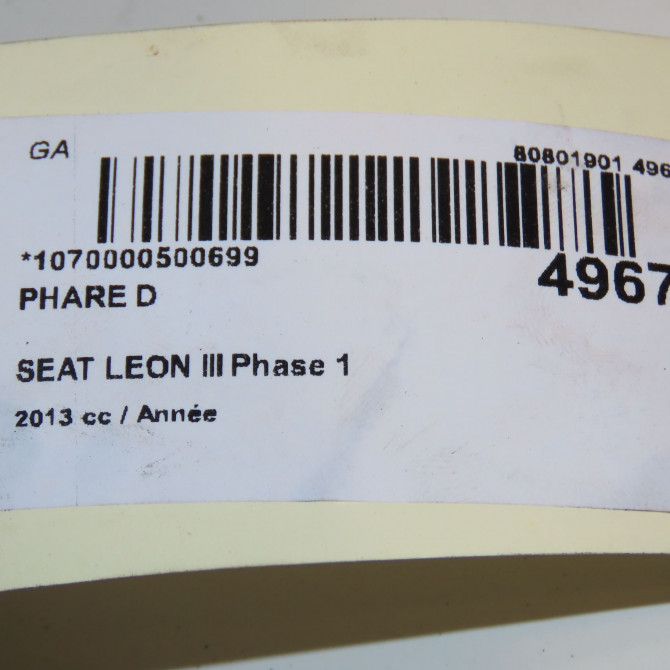 GA
80801901 496
*1070000500699
4967
PHARE D
SEAT LEON III Phase 1
2013 cc / Année